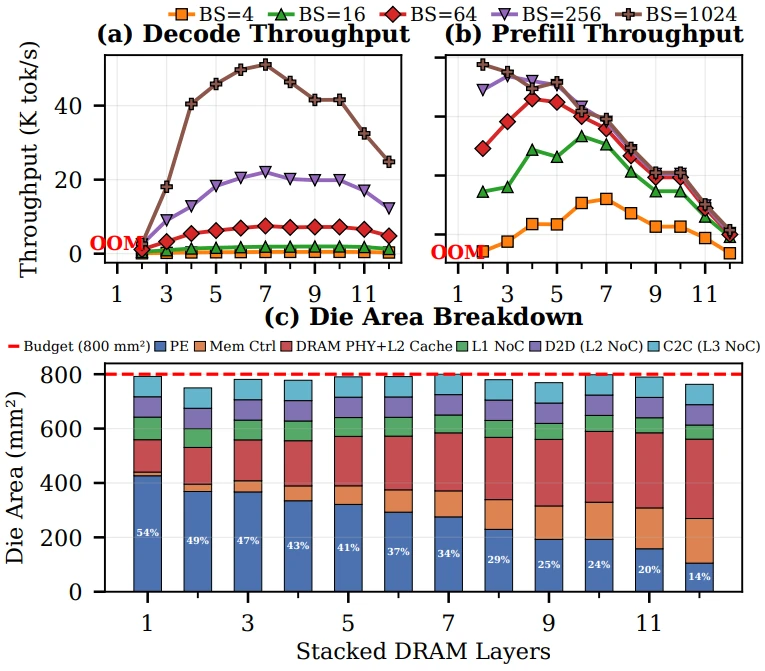 BS=4 BS=16 BS=64 BS=256 BS=1024
(a) Decode Throughput (b) Prefill Throughput
Throughput (K tok/s)
40
20
0
OOM
OOM
1 3 5 7 9 11
1 3 5 7 9 11
(c) Die Area Breakdown
Budget (800 mm²) PE Mem Ctrl DRAM PHY+L2 Cache L1 NoC D2D (L2 NoC) C2C (L3 NoC)
Die Area (mm²)
800
600
400
200
0
54% 49% 47% 43% 41% 37% 34% 29% 25% 24% 20% 14%
1 3 5 7 9 11
Stacked DRAM Layers